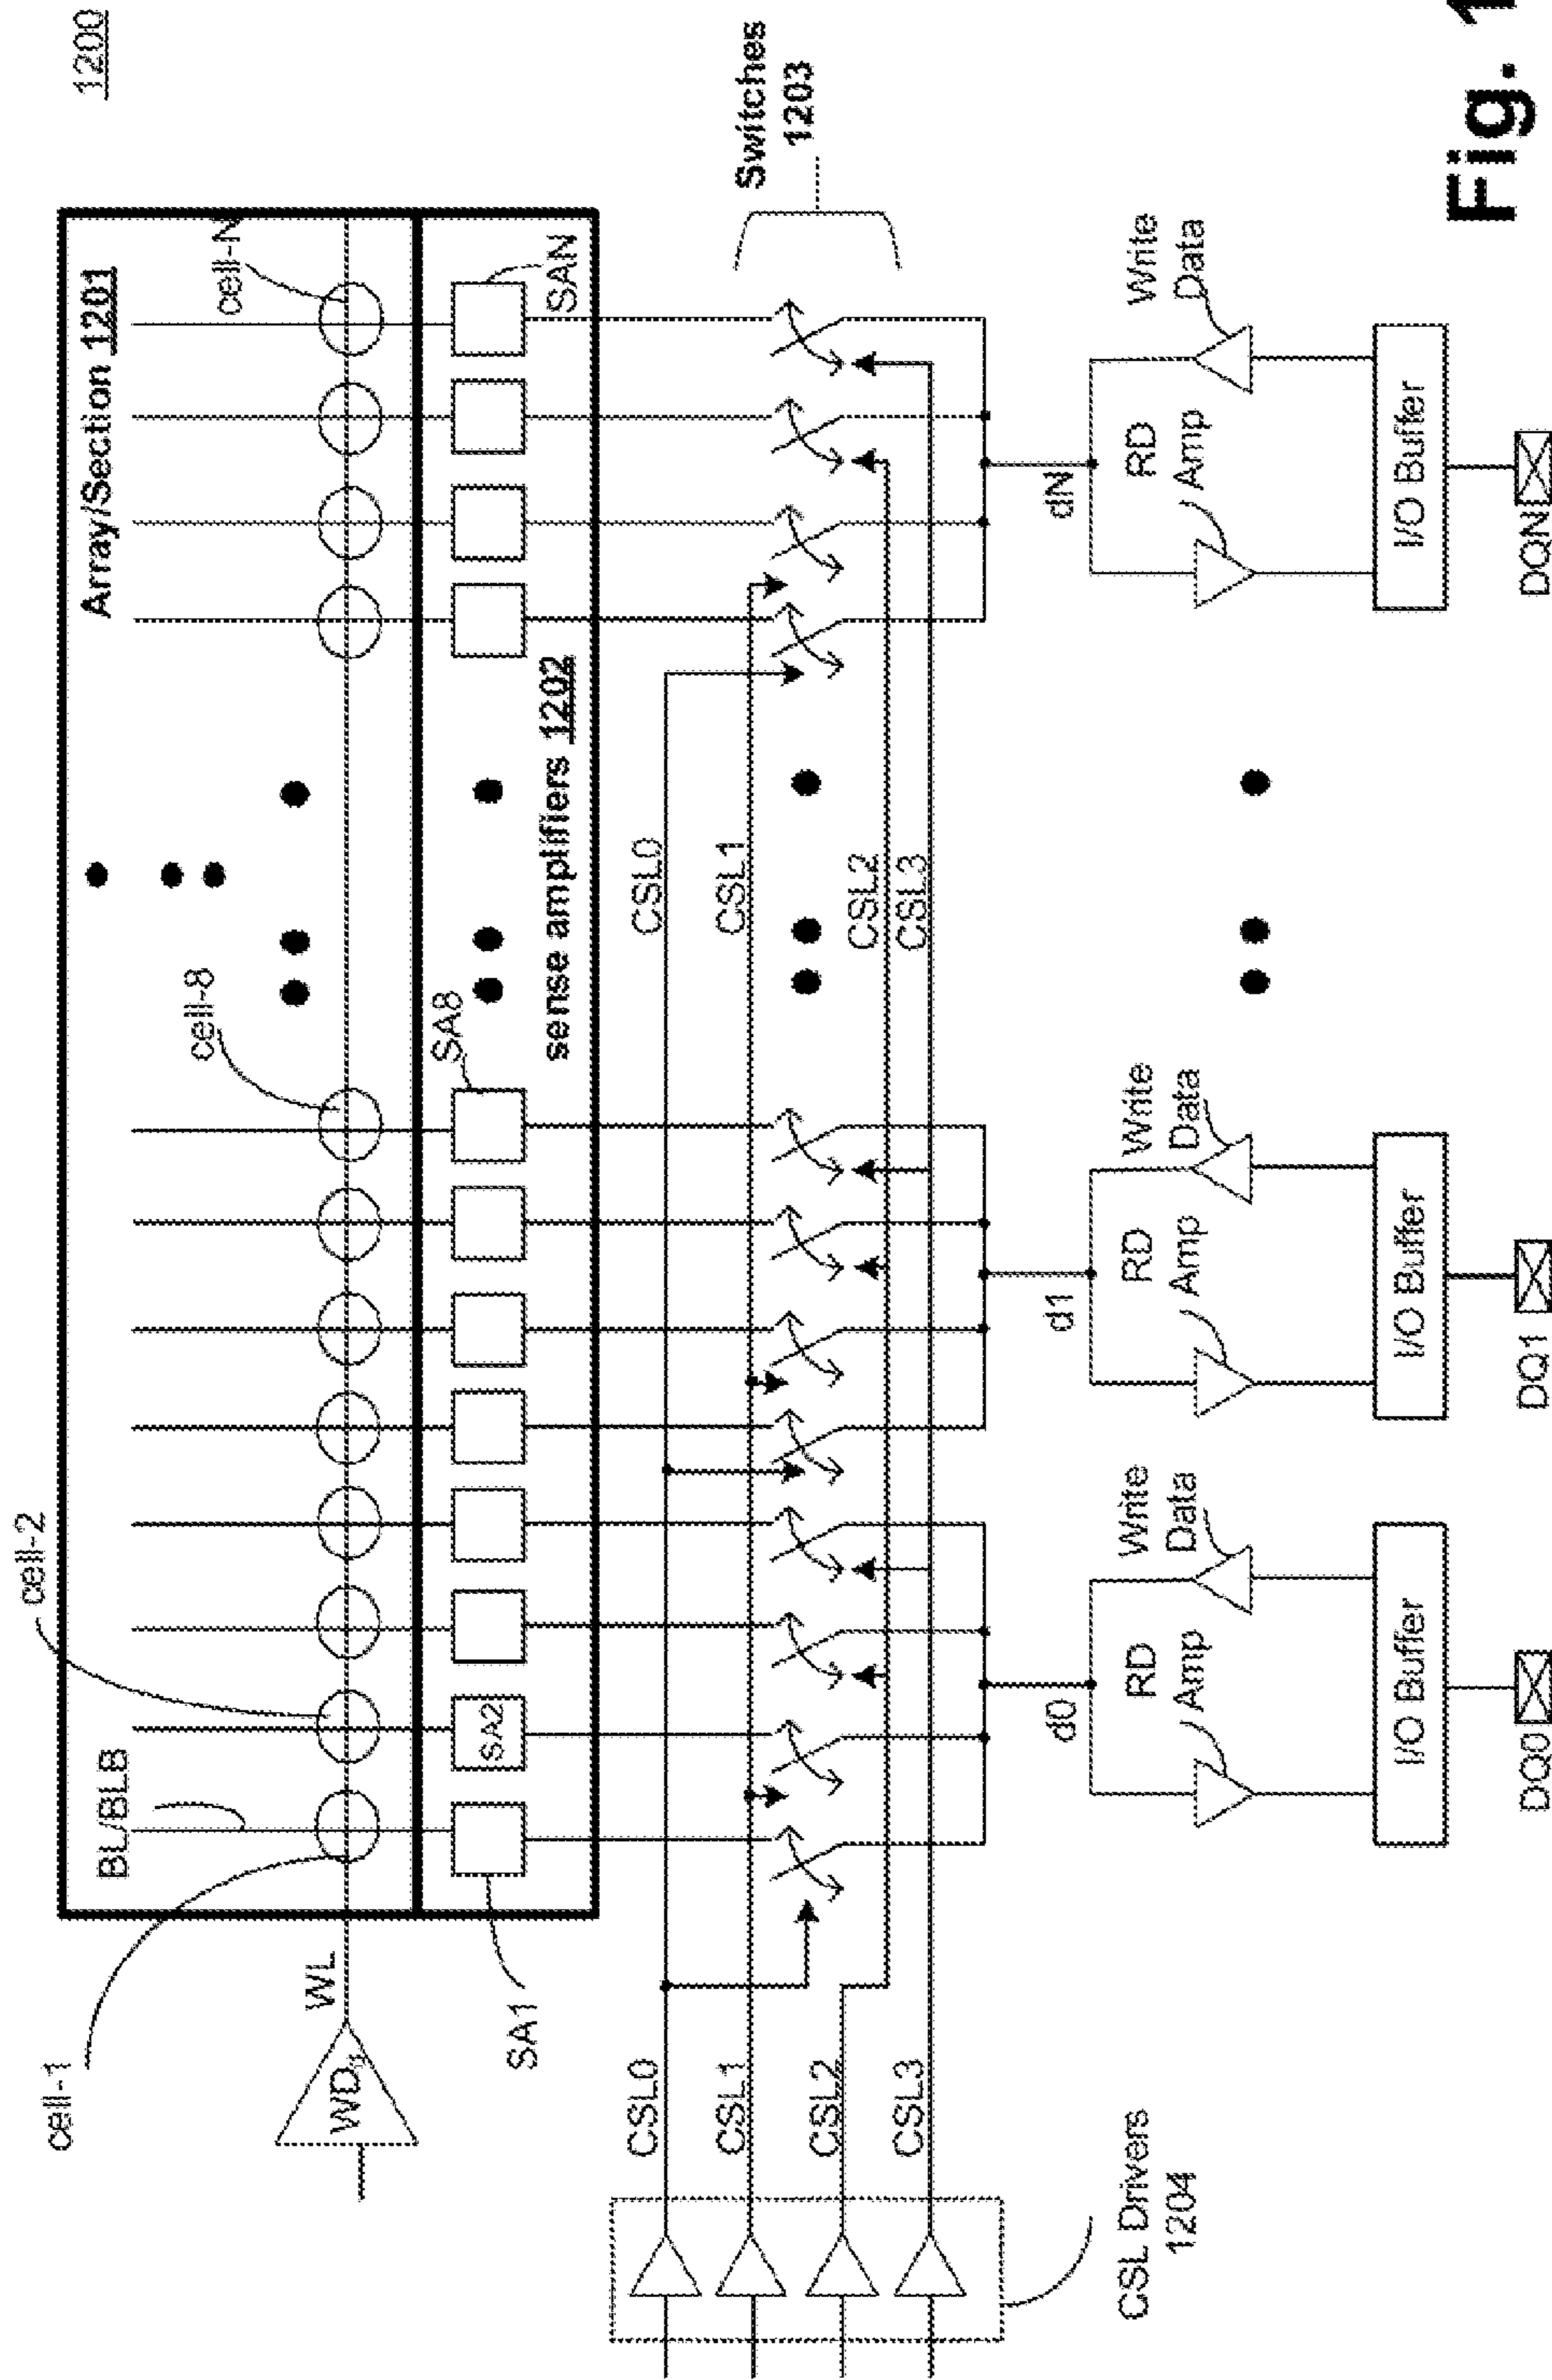 1200
Array/Section 1201
BL/BLB
cell-1
cell-2
cell-8
cell-N
WL
WD
SA1
SA2
SA8
SAN
sense amplifiers 1202
Switches
1203
CSL0
CSL1
CSL2
CSL3
CSL0
CSL1
CSL2
CSL3
CSL Drivers
1204
d0
d1
dN
RD
Amp
Write
Data
RD
Amp
Write
Data
RD
Amp
Write
Data
I/O Buffer
I/O Buffer
I/O Buffer
DQ0
DQ1
DQN
Fig. 1